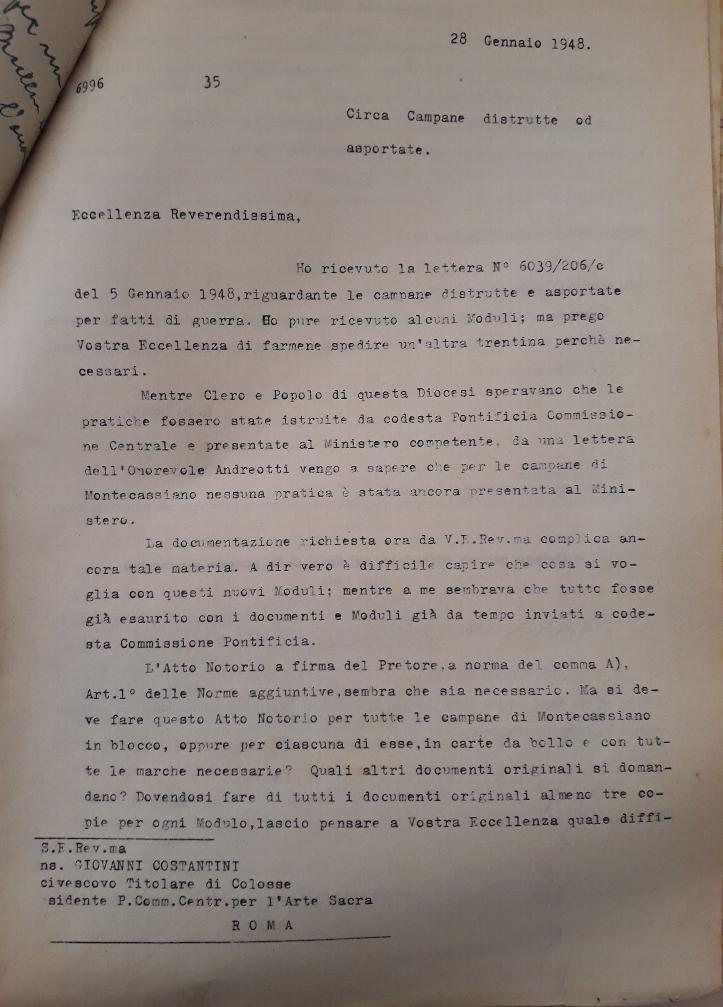 28 Gennaio 1948.
6996 35
Circa Campane distrutte od
asportate.
Eccellenza Reverendissima,
Ho ricevuto la lettera N° 6039/206/c
del 5 Gennaio 1948,riguardante le campane distrutte e asportate
per fatti di guerra. Ho pure ricevuto alcuni Moduli; ma prego
Vostra Eccellenza di farmene spedire un'altra trentina perchè ne-
cessari.
Mentre Clero e Popolo di questa Diocesi speravano che le
pratiche fossero state istruite da codesta Pontificia Commissio-
ne Centrale e presentate al Ministero competente, da una lettera
dell'Onorevole Andreotti vengo a sapere che per le campane di
Montecassiano nessuna pratica è stata ancora presentata al Mini-
stero.
La documentazione richiesta ora da V.E.Rev.ma complica an-
cora tale materia. A dir vero è difficile capire che cosa si vo-
glia con questi nuovi Moduli; mentre a me sembrava che tutto fosse
già esaurito con i documenti e Moduli già da tempo inviati a code-
sta Commissione Pontificia.
L'Atto Notorio a firma del Pretore,a norma del comma A),
Art.1° delle Norme aggiuntive,sembra che sia necessario. Ma si de-
ve fare questo Atto Notorio per tutte le campane di Montecassiano
in blocco, oppure per ciascuna di esse,in carte da bollo e con tut-
te le marche necessarie? Quali altri documenti originali si doman-
dano? Dovendosi fare di tutti i documenti originali almeno tre co-
pie per ogni Modulo,lascio pensare a Vostra Eccellenza quale diffi-
S.E.Rev.ma
ns. GIOVANNI COSTANTINI
civescovo Titolare di Colosse
sidente P.Comm.Centr.per l'Arte Sacra
R O M A